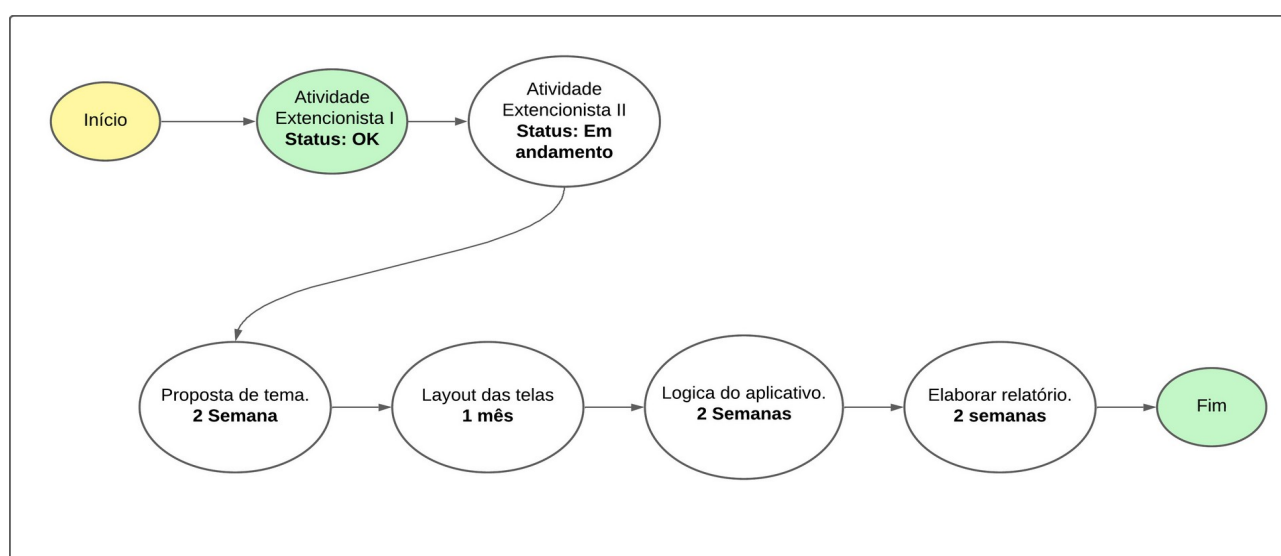 Início
Atividade
Extencionista I
Status: OK
Atividade
Extencionista II
Status: Em
andamento
Proposta de tema.
2 Semana
Layout das telas
1 mês
Logica do aplicativo.
2 Semanas
Elaborar relatório.
2 semanas
Fim